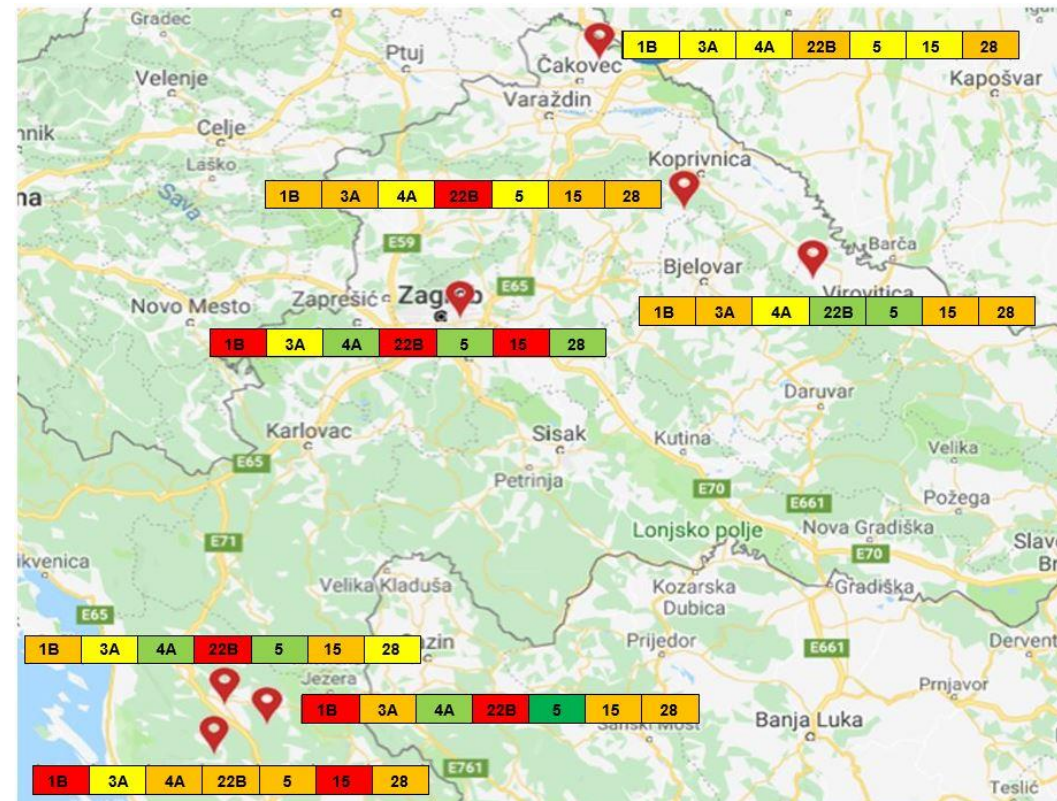 Gradec
Ptuj
1B 3A 4A 22B 5 15 28
Čakovec
Velenje
Kapošvar
Varaždin
Celje
Laško
Koprivnica
Sava
1B 3A 4A 22B 5 15 28
E59
Barča
Bjelovar
E65
Novo Mesto
Zaprešić
Virovitica
1B 3A 4A 22B 5 15 28
1B 3A 4A 22B 5 15 28
Daruvar
Karlovac
Sisak
Kutina
Velika
E65
Petrinja
E70
E661
Požega
Lonjsko polje
Nova Gradiška
E71
E70
Velika Kladuša
Kozarska
Dubica
Gradiška
E65
1B 3A 4A 22B 5 15 28
Prijedor
E661
Jezera
Prnjavor
1B 3A 4A 22B 5 15 28
Banja Luka
E761
1B 3A 4A 22B 5 15 28
Teslić